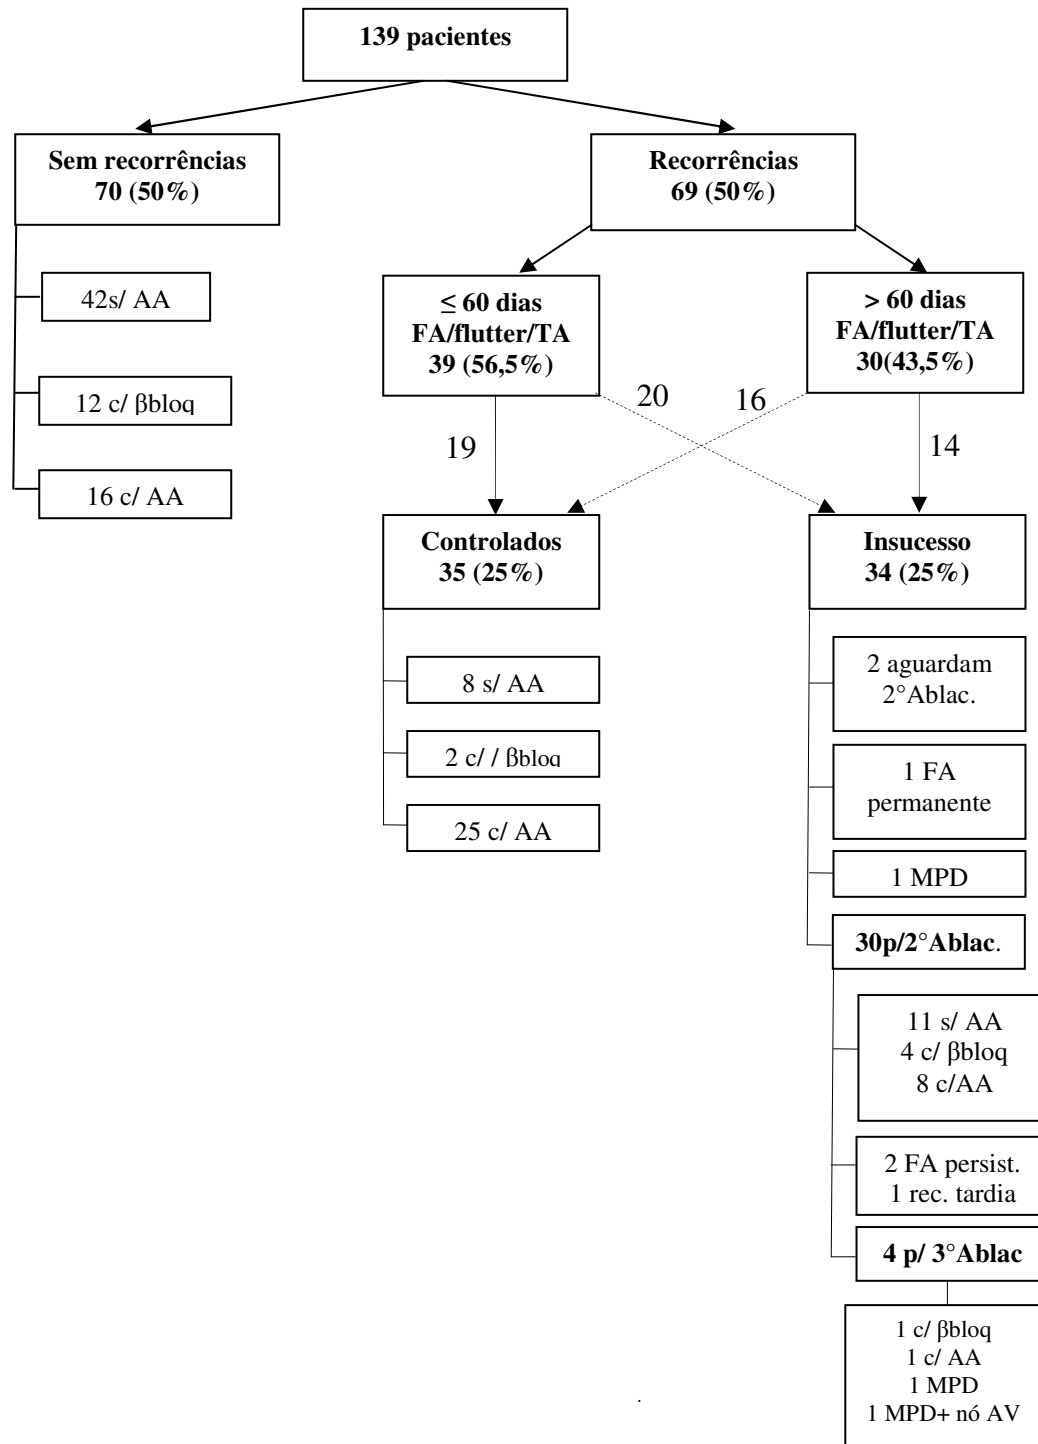 139 pacientes
Sem recorrências
70 (50%)
Recorrências
69 (50%)
42s/ AA
12 c/ βbloq
16 c/ AA
≤ 60 dias
FA/flutter/TA
39 (56,5%)
> 60 dias
FA/flutter/TA
30(43,5%)
20
16
19
14
Controlados
35 (25%)
Insucesso
34 (25%)
8 s/ AA
2 c/ / βbloq
25 c/ AA
2 aguardam
2°Ablac.
1 FA
permanente
1 MPD
30p/2°Ablac.
11 s/ AA
4 c/ βbloq
8 c/AA
2 FA persist.
1 rec. tardia
4 p/ 3°Ablac
1 c/ βbloq
1 c/ AA
1 MPD
1 MPD+ nó AV